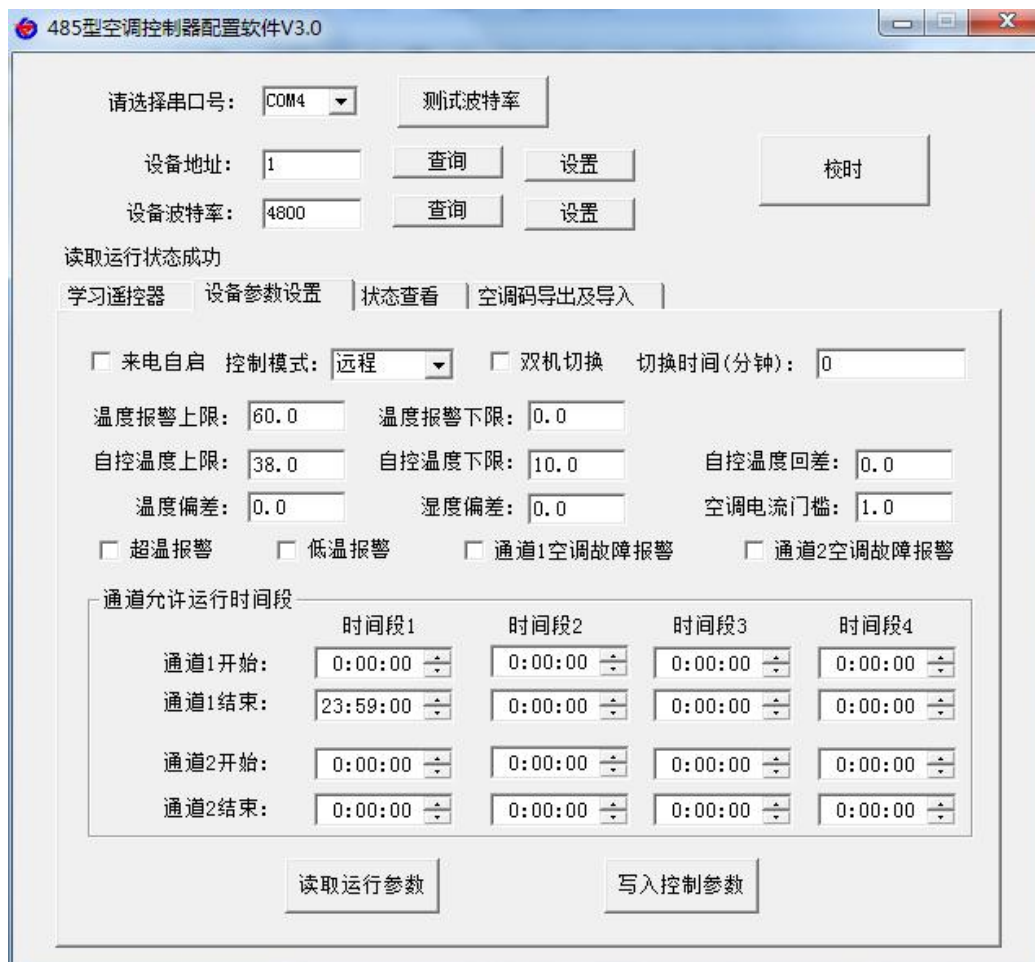 485型空调控制器配置软件V3.0
请选择串口号: COM4 测试波特率
设备地址: 1 查询 设置 校时
设备波特率: 4800 查询 设置
读取运行状态成功
学习遥控器 设备参数设置 状态查看 空调码导出及导入
来电自启 控制模式: 远程 双机切换 切换时间(分钟): 0
温度报警上限: 60.0 温度报警下限: 0.0
自控温度上限: 38.0 自控温度下限: 10.0 自控温度回差: 0.0
温度偏差: 0.0 湿度偏差: 0.0 空调电流门槛: 1.0
超温报警 低温报警 通道1空调故障报警 通道2空调故障报警
通道允许运行时间段
时间段1 时间段2 时间段3 时间段4
通道1开始: 0:00:00 0:00:00 0:00:00 0:00:00
通道1结束: 23:59:00 0:00:00 0:00:00 0:00:00
通道2开始: 0:00:00 0:00:00 0:00:00 0:00:00
通道2结束: 0:00:00 0:00:00 0:00:00 0:00:00
读取运行参数 写入控制参数